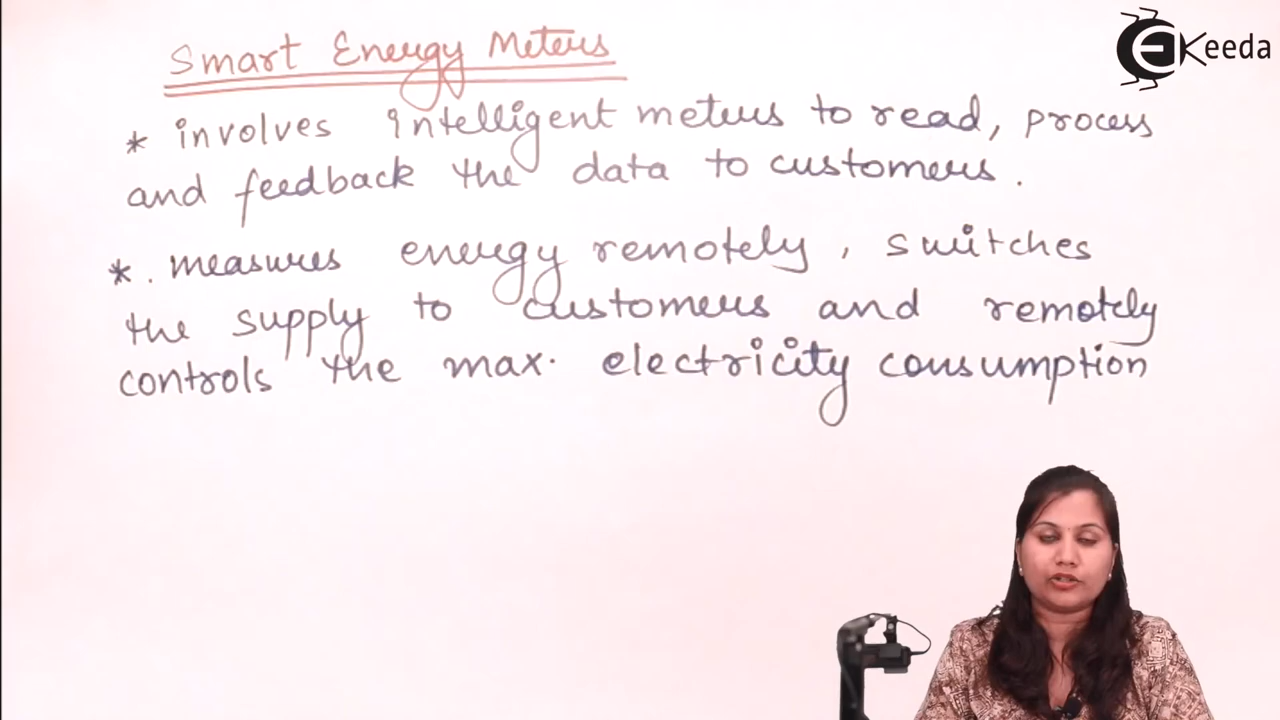 Smart Energy Meters
Ekeeda
* involves intelligent meters to read, process
and feedback the data to customers.
*. measures energy remotely, switches
the supply to customers and remotely
controls the max. electricity consumption